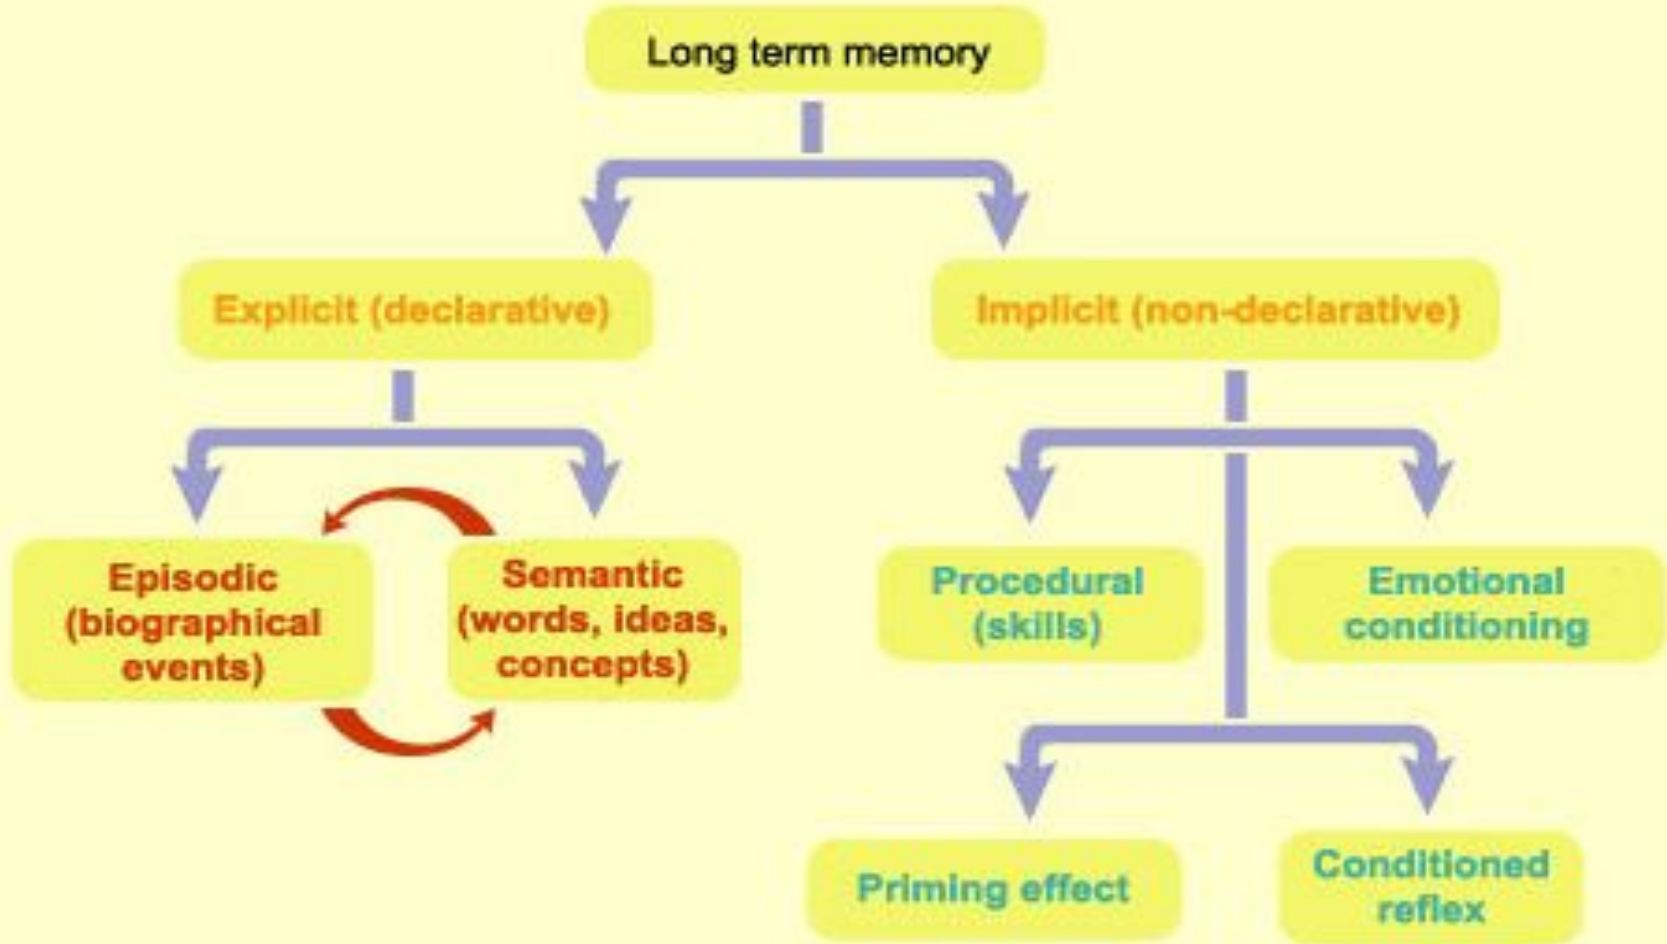 Long term memory
Explicit (declarative)
Implicit (non-declarative)
Episodic
(biographical
events)
Semantic
(words, ideas,
concepts)
Procedural
(skills)
Emotional
conditioning
Priming effect
Conditioned
reflex